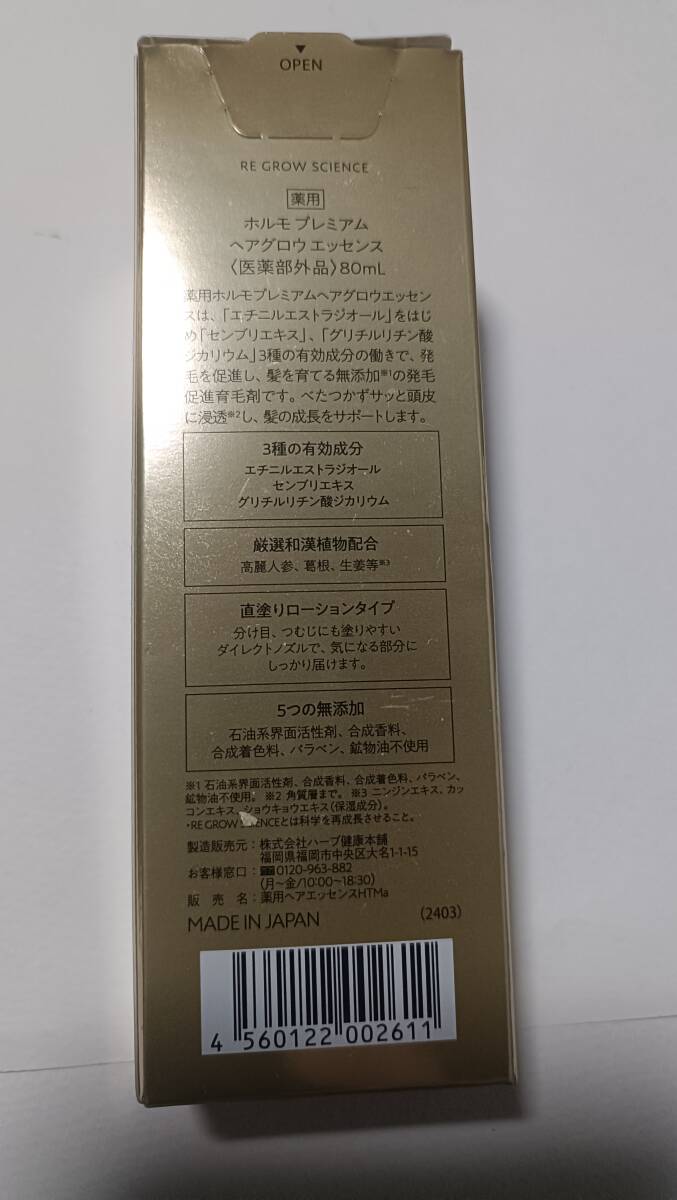 ▼
OPEN
RE GROW SCIENCE
薬用
ホルモ プレミアム
ヘアグロウ エッセンス
〈医薬部外品〉80mL
薬用ホルモプレミアムヘアグロウエッセン
スは、「エチニルエストラジオール」をはじ
め「センブリエキス」、「グリチルリチン酸
ジカリウム」3種の有効成分の働きで、発
毛を促進し、髪を育てる無添加※1の発毛
促進育毛剤です。べたつかずサッと頭皮
に浸透※2し、髪の成長をサポートします。
3種の有効成分
エチニルエストラジオール
センブリエキス
グリチルリチン酸ジカリウム
厳選和漢植物配合
高麗人参、葛根、生姜等※3
直塗りローションタイプ
分け目、つむじにも塗りやすい
ダイレクトノズルで、気になる部分に
しっかり届けます。
5つの無添加
石油系界面活性剤、合成香料、
合成着色料、パラベン、鉱物油不使用
※1 石油系界面活性剤、合成香料、合成着色料、パラベン、
鉱物油不使用。 ※2 角質層まで。 ※3 ニンジンエキス、カッ
コンエキス、ショウキョウエキス(保湿成分)。
・RE GROW SCIENCEとは科学を再成長させること。
製造販売元：株式会社ハーブ健康本舗
福岡県福岡市中央区大名1-1-15
お客様窓口：☎0120-963-882
(月～金/10:00～18:30)
販 売 名：薬用ヘアエッセンスHTMa
MADE IN JAPAN (2403)
4 560122 002611